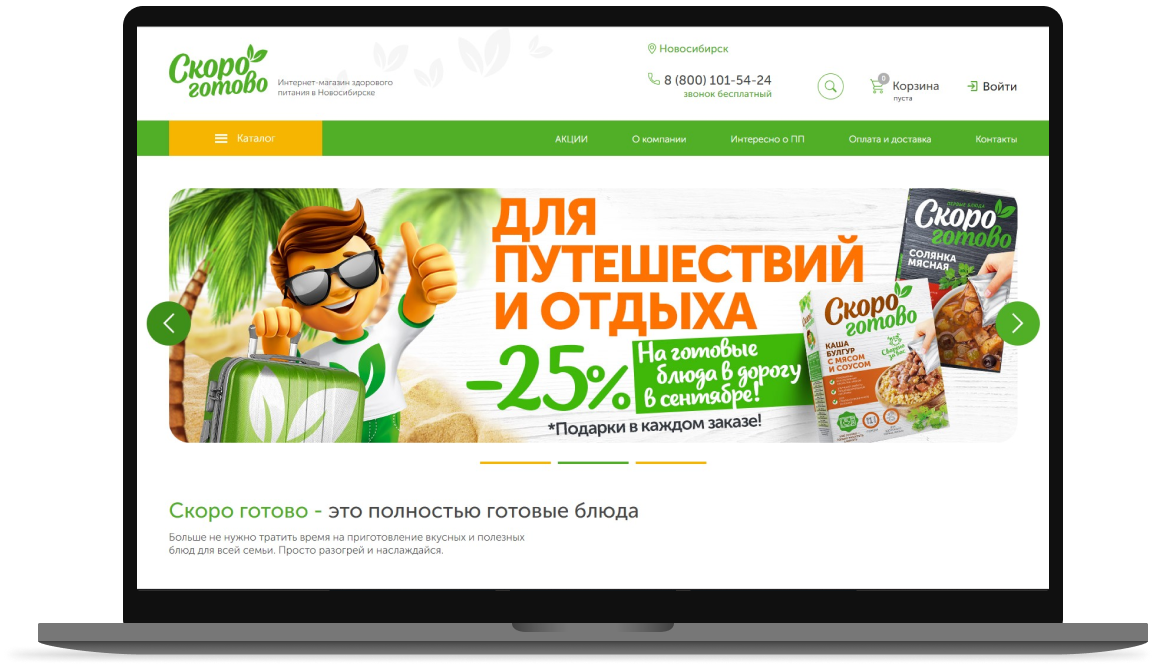 Скоро
готово
Интернет-магазин здорового
питания в Новосибирске
Новосибирск
8 (800) 101-54-24
звонок бесплатный
0
Корзина
пуста
Войти
Каталог
АКЦИИ
О компании
Интересно о ПП
Оплата и доставка
Контакты
ДЛЯ
ПУТЕШЕСТВИЙ
И ОТДЫХА
-25%
На готовые
блюда в дорогу
в сентябре!
*Подарки в каждом заказе!
ПЕРВЫЕ БЛЮДА
Скоро
готово
СОЛЯНКА
МЯСНАЯ
Скоро
готово
КАША
БУЛГУР
С МЯСОМ
И СОУСОМ
Скоро готово - это полностью готовые блюда
Больше не нужно тратить время на приготовление вкусных и полезных
блюд для всей семьи. Просто разогрей и наслаждайся.